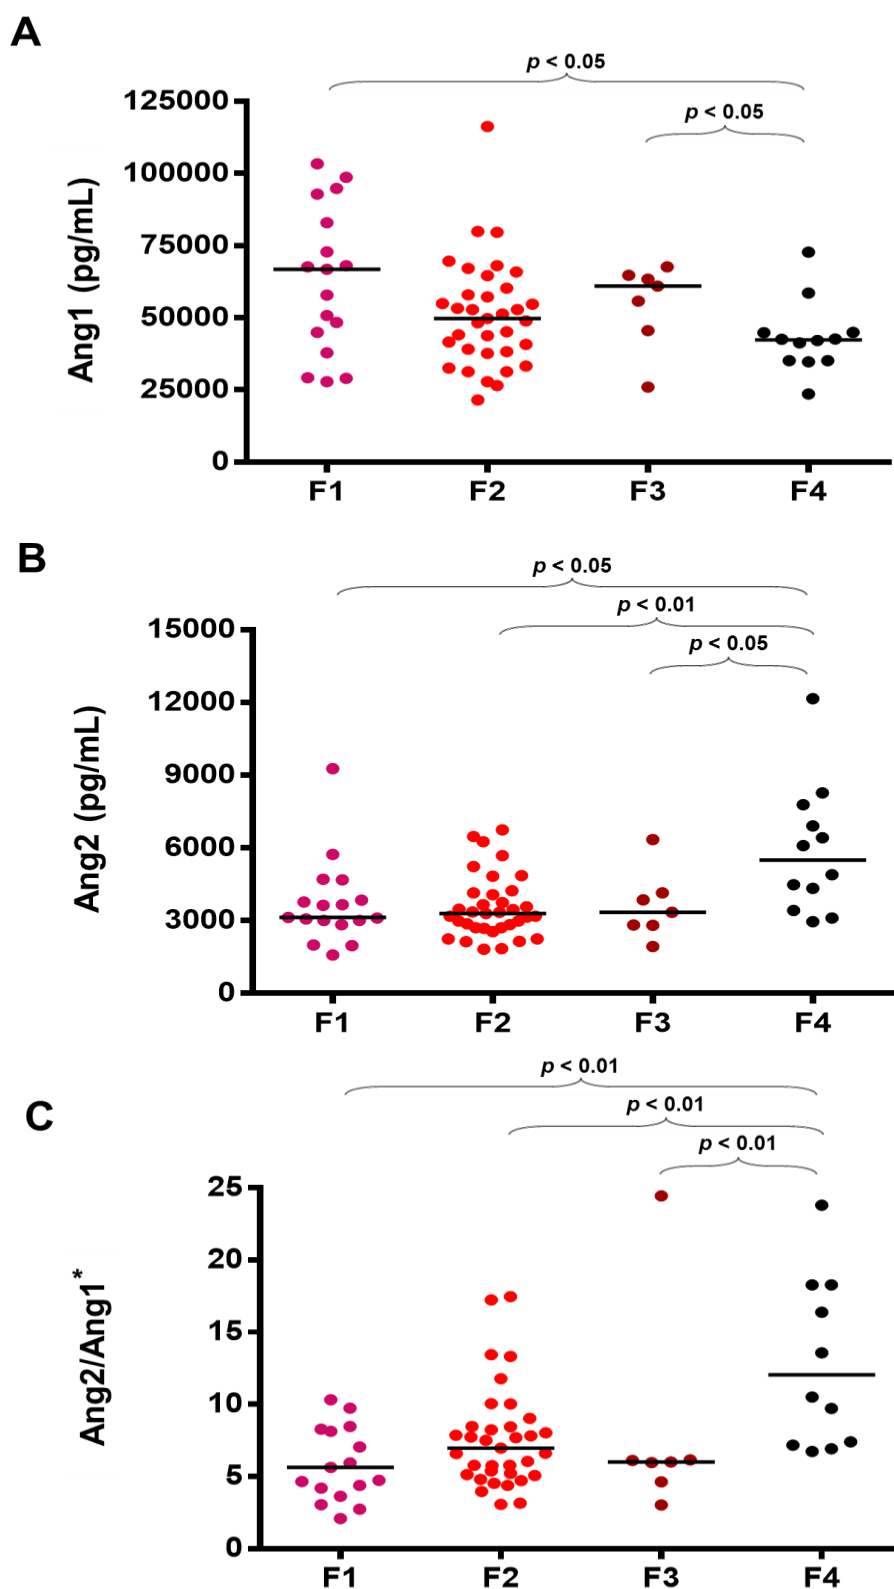 A
p < 0.05
p < 0.05
125000
100000
75000
50000
25000
0
Ang1 (pg/mL)
F1 F2 F3 F4
B
p < 0.05
p < 0.01
p < 0.05
15000
12000
9000
6000
3000
0
Ang2 (pg/mL)
F1 F2 F3 F4
C
p < 0.01
p < 0.01
p < 0.01
25
20
15
10
5
0
Ang2/Ang1*
F1 F2 F3 F4